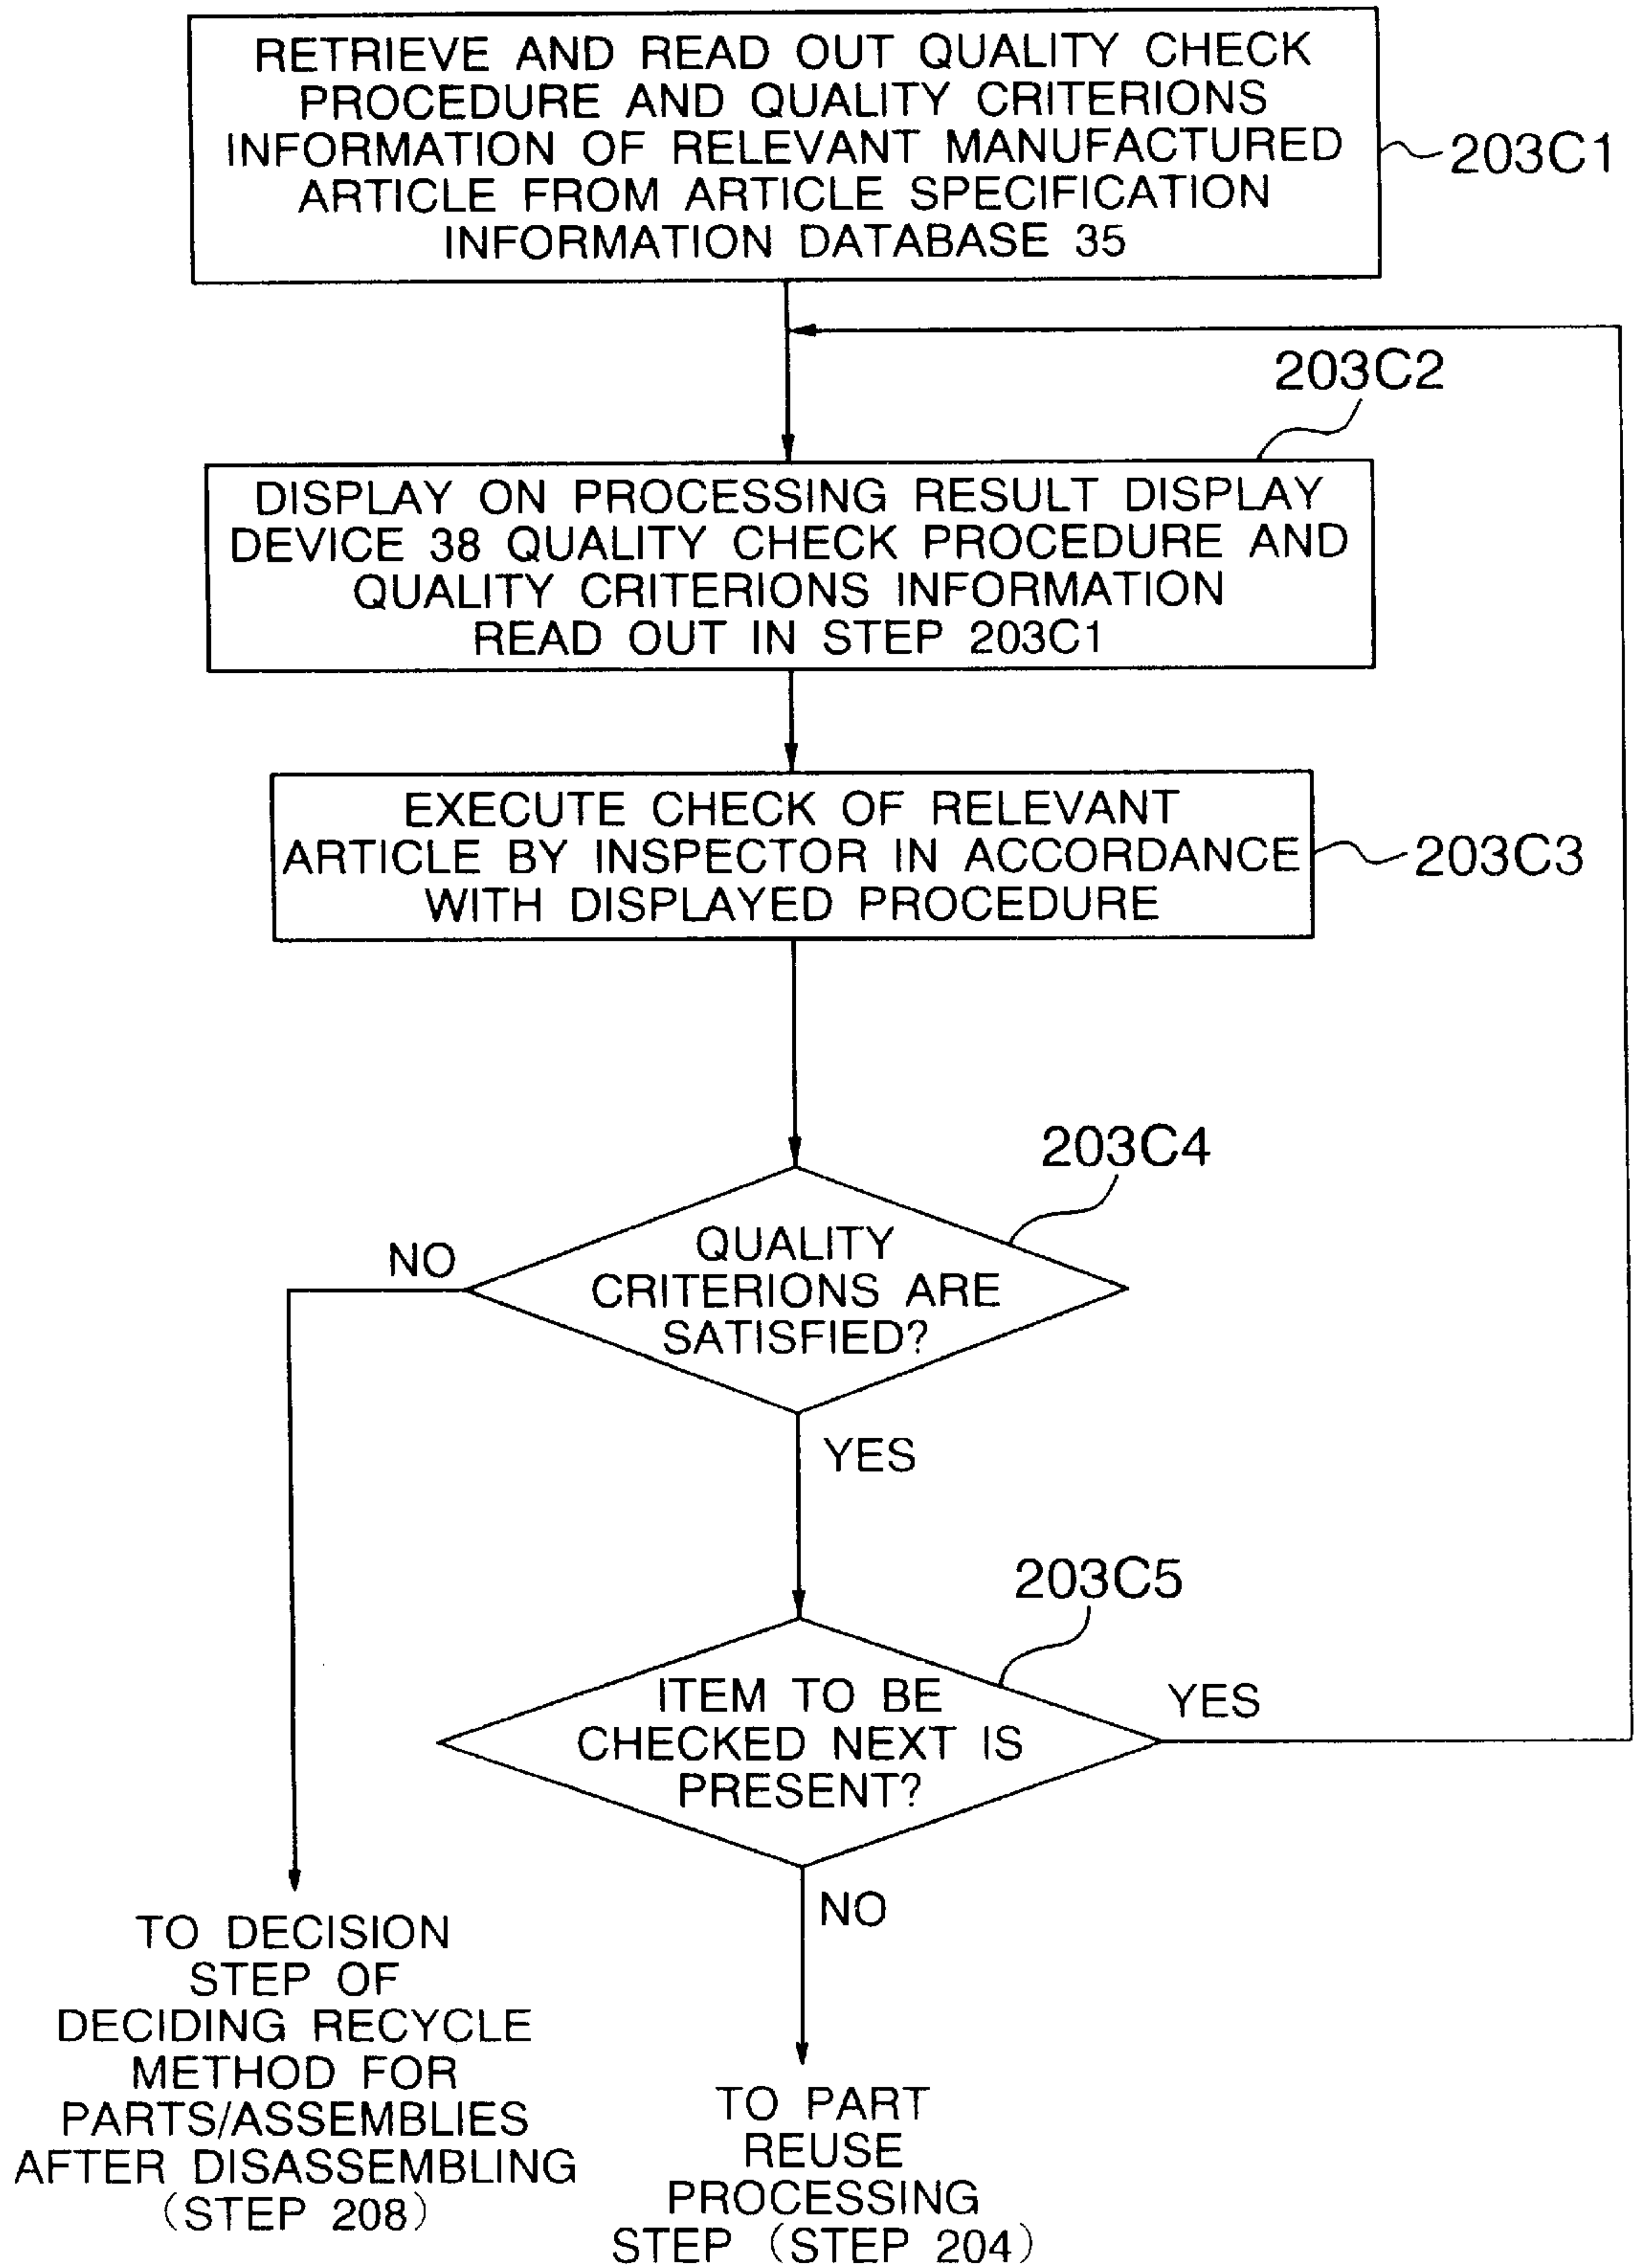 RETRIEVE AND READ OUT QUALITY CHECK
PROCEDURE AND QUALITY CRITERIONS
INFORMATION OF RELEVANT MANUFACTURED
ARTICLE FROM ARTICLE SPECIFICATION
INFORMATION DATABASE 35
203C1
203C2
DISPLAY ON PROCESSING RESULT DISPLAY
DEVICE 38 QUALITY CHECK PROCEDURE AND
QUALITY CRITERIONS INFORMATION
READ OUT IN STEP 203C1
EXECUTE CHECK OF RELEVANT
ARTICLE BY INSPECTOR IN ACCORDANCE
WITH DISPLAYED PROCEDURE
203C3
203C4
QUALITY
CRITERIONS ARE
SATISFIED?
NO
YES
203C5
ITEM TO BE
CHECKED NEXT IS
PRESENT?
YES
NO
TO DECISION
STEP OF
DECIDING RECYCLE
METHOD FOR
PARTS/ASSEMBLIES
AFTER DISASSEMBLING
(STEP 208)
TO PART
REUSE
PROCESSING
STEP (STEP 204)